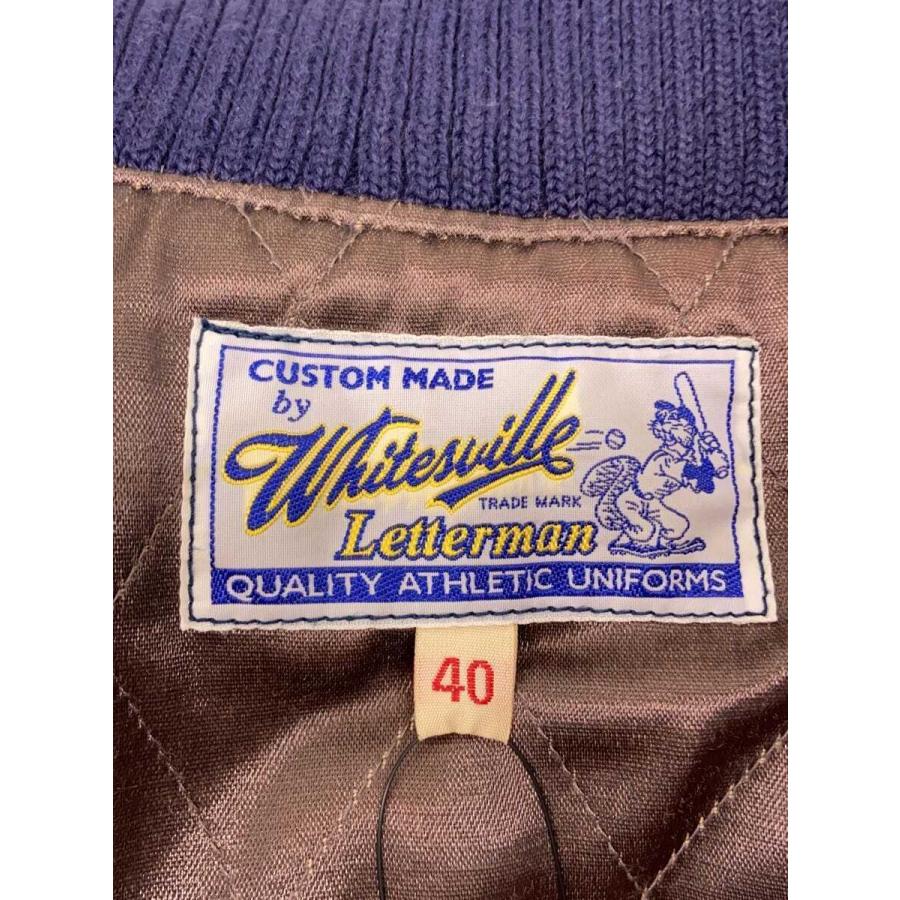 CUSTOM MADE
by
Whitesville
TRADE MARK
Letterman
QUALITY ATHLETIC UNIFORMS
40